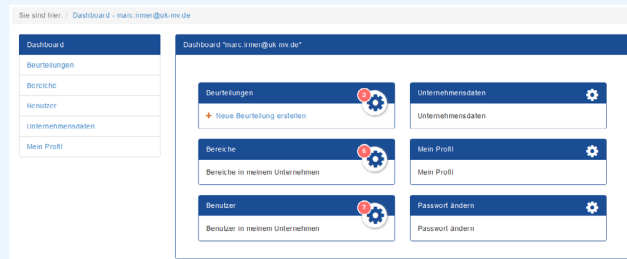 Sie sind hier: / Dashboard - marc.irmer@uk-mv.de
Dashboard
Beurteilungen
Bereiche
Benutzer
Unternehmensdaten
Mein Profil
Dashboard "marc.irmer@uk-mv.de"
Beurteilungen
+ Neue Beurteilung erstellen
Unternehmensdaten
Unternehmensdaten
Bereiche
Bereiche in meinem Unternehmen
Mein Profil
Mein Profil
Benutzer
Benutzer in meinem Unternehmen
Passwort ändern
Passwort ändern